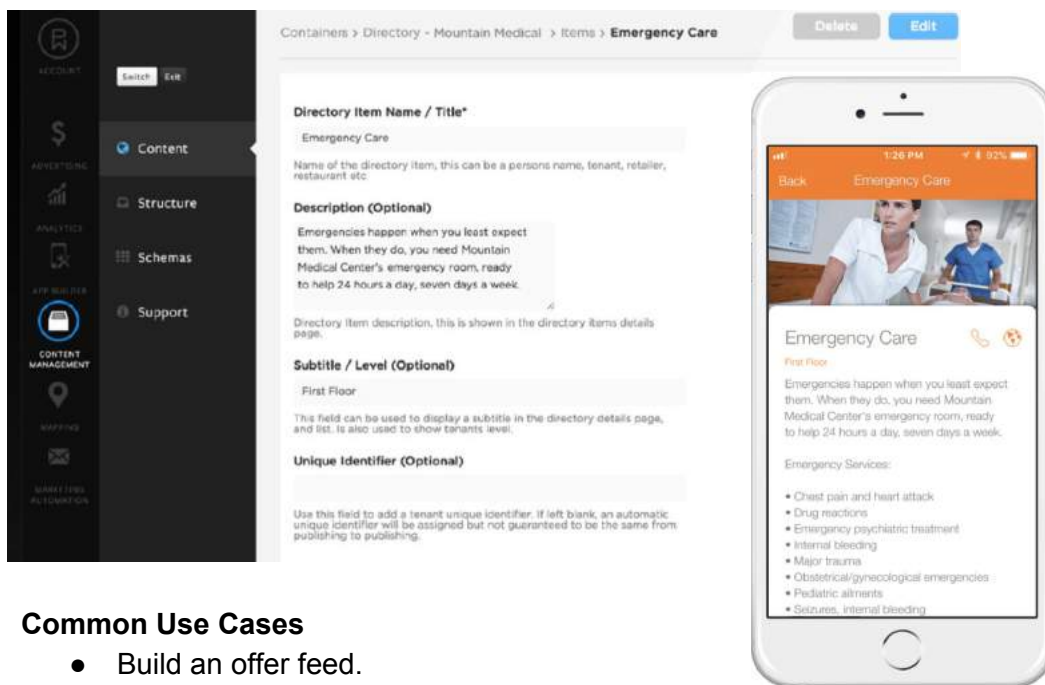 ACCOUNT
ADVERTISING
ANALYTICS
APP BUILDER
CONTENT
MANAGEMENT
MAPPING
MARKETING
AUTOMATION
Switch Exit
Content
Structure
Schemas
Support
Containers > Directory - Mountain Medical > Items > Emergency Care
Delete Edit
Directory Item Name / Title*
Emergency Care
Name of the directory item, this can be a persons name, tenant, retailer,
restaurant etc
Description (Optional)
Emergencies happen when you least expect
them. When they do, you need Mountain
Medical Center's emergency room, ready
to help 24 hours a day, seven days a week.
Directory item description, this is shown in the directory items details
page.
Subtitle / Level (Optional)
First Floor
This field can be used to display a subtitle in the directory details page,
and list. Is also used to show tenants level.
Unique Identifier (Optional)
Use this field to add a tenant unique identifier. If left blank, an automatic
unique identifier will be assigned but not guaranteed to be the same from
publishing to publishing.
1:26 PM 92%
Back Emergency Care
Emergency Care
First Floor
Emergencies happen when you least expect
them. When they do, you need Mountain
Medical Center's emergency room, ready
to help 24 hours a day, seven days a week.
Emergency Services:
• Chest pain and heart attack
• Drug reactions
• Emergency psychiatric treatment
• Internal bleeding
• Major trauma
• Obstetrical/gynecological emergencies
• Pediatric ailments
• Seizures, internal bleeding
Common Use Cases
● Build an offer feed.